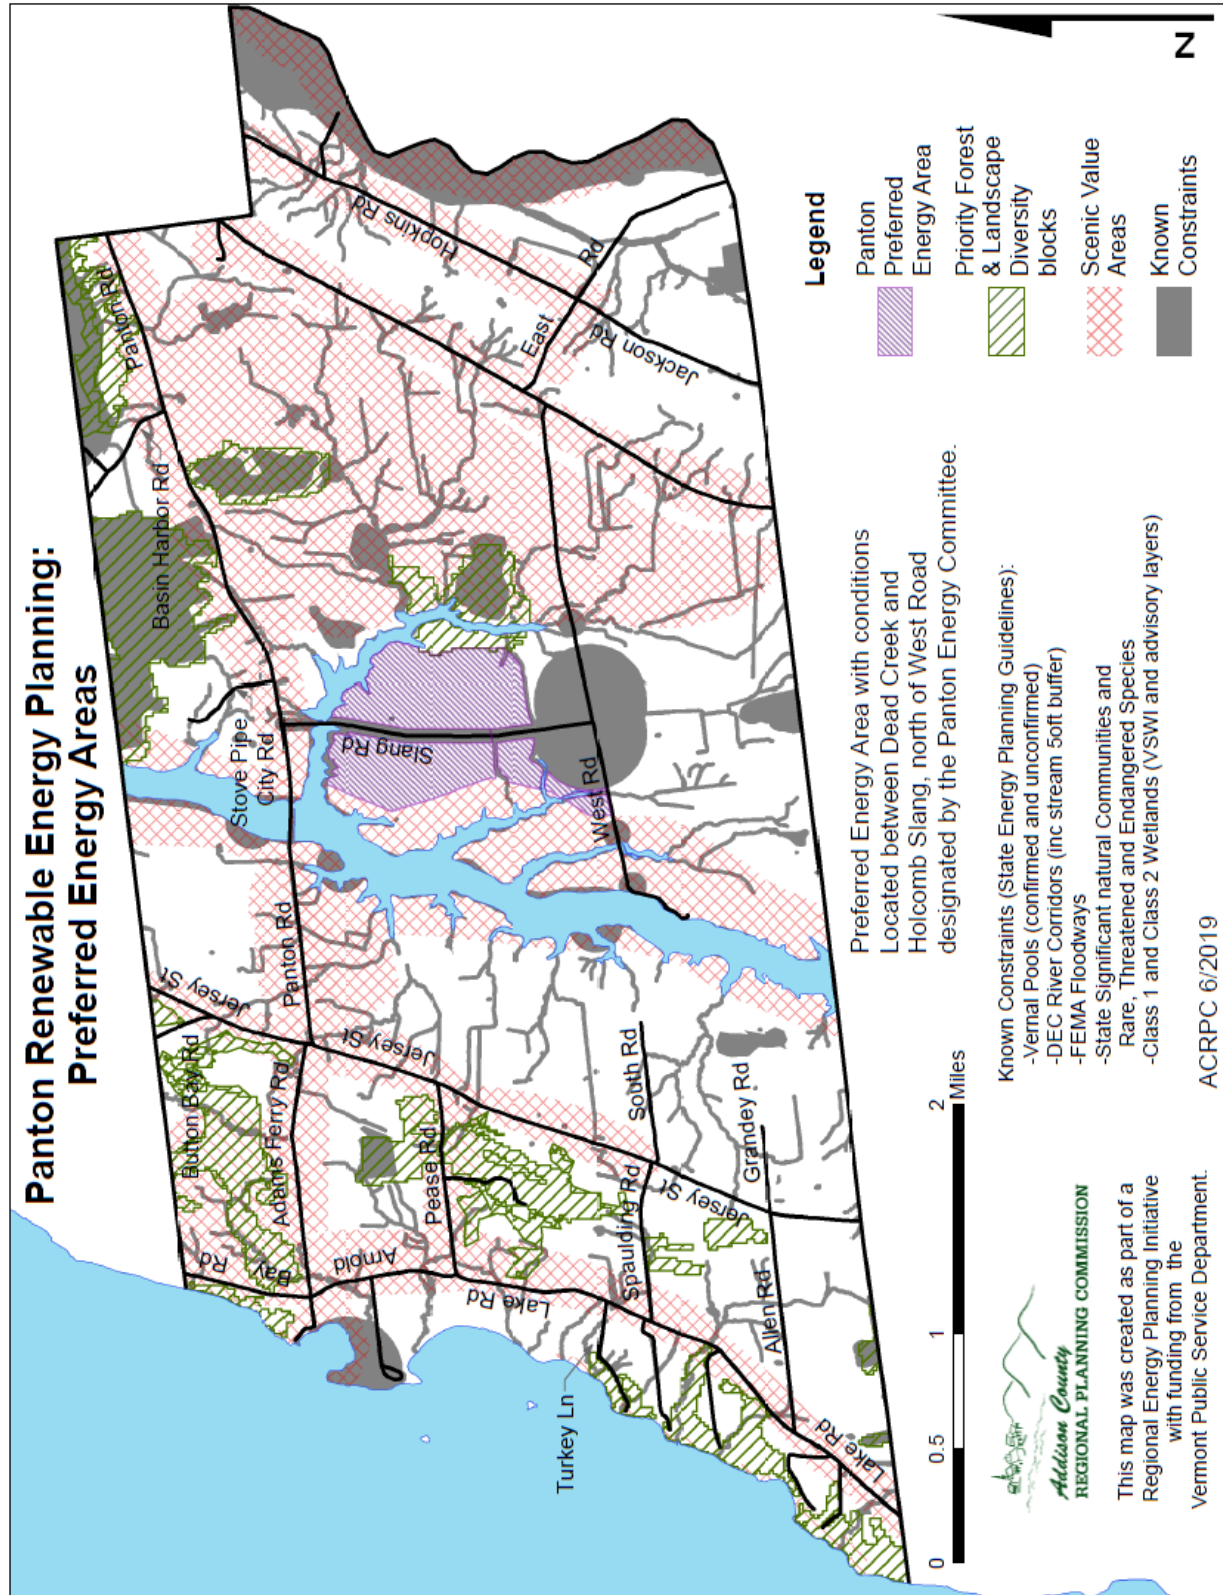 Panton Renewable Energy Planning:
Preferred Energy Areas
Button Bay Rd
Jersey St
Basin Harbor Rd
Panton Rd
Stove Pipe
City Rd
Panton Rd
Adams Ferry Rd
Rd
Bay
Arnold
Jersey St
Pease Rd
Slang Rd
Hopkins Rd
Lake Rd
Turkey Ln
East
Rd
West Rd
South Rd
Spaulding Rd
Jersey St
Grandey Rd
Jackson Rd
Allen Rd
Lake Rd
0 0.5 1 2
Miles
Preferred Energy Area with conditions
Located between Dead Creek and
Holcomb Slang, north of West Road
designated by the Panton Energy Committee.
Known Constraints (State Energy Planning Guidelines):
-Vernal Pools (confirmed and unconfirmed)
-DEC River Corridors (inc stream 5oft buffer)
-FEMA Floodways
-State Significant natural Communities and
Rare, Threatened and Endangered Species
-Class 1 and Class 2 Wetlands (VSWI and advisory layers)
Legend
Panton
Preferred
Energy Area
Priority Forest
& Landscape
Diversity
blocks
Scenic Value
Areas
Known
Constraints
N
Addison County
REGIONAL PLANNING COMMISSION
This map was created as part of a
Regional Energy Planning Initiative
with funding from the
Vermont Public Service Department.
ACRPC 6/2019